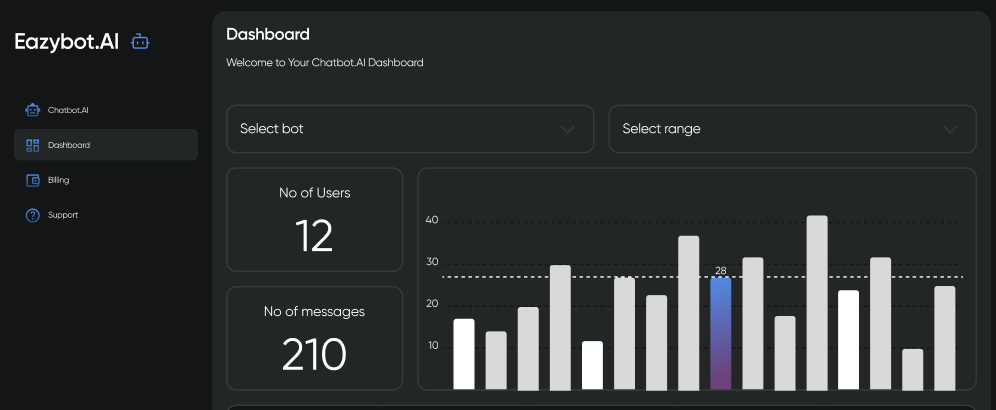 Eazybot.AI
Chatbot.AI
Dashboard
Billing
Support
Dashboard
Welcome to Your Chatbot.AI Dashboard
Select bot
Select range
No of Users
12
No of messages
210
40
30
20
10
28